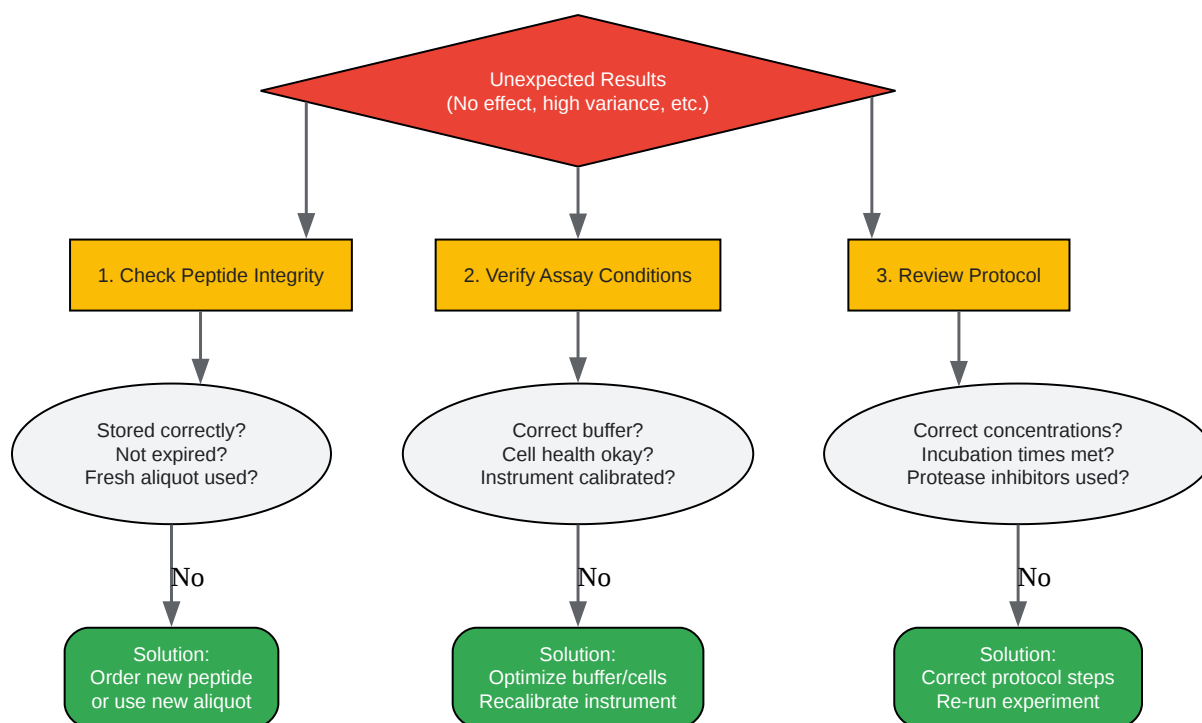 Unexpected Results
(No effect, high variance, etc.)
1. Check Peptide Integrity
2. Verify Assay Conditions
3. Review Protocol
Stored correctly?
Not expired?
Fresh aliquot used?
Correct buffer?
Cell health okay?
Instrument calibrated?
Correct concentrations?
Incubation times met?
Protease inhibitors used?
No
No
No
Solution:
Order new peptide
or use new aliquot
Solution:
Optimize buffer/cells
Recalibrate instrument
Solution:
Correct protocol steps
Re-run experiment